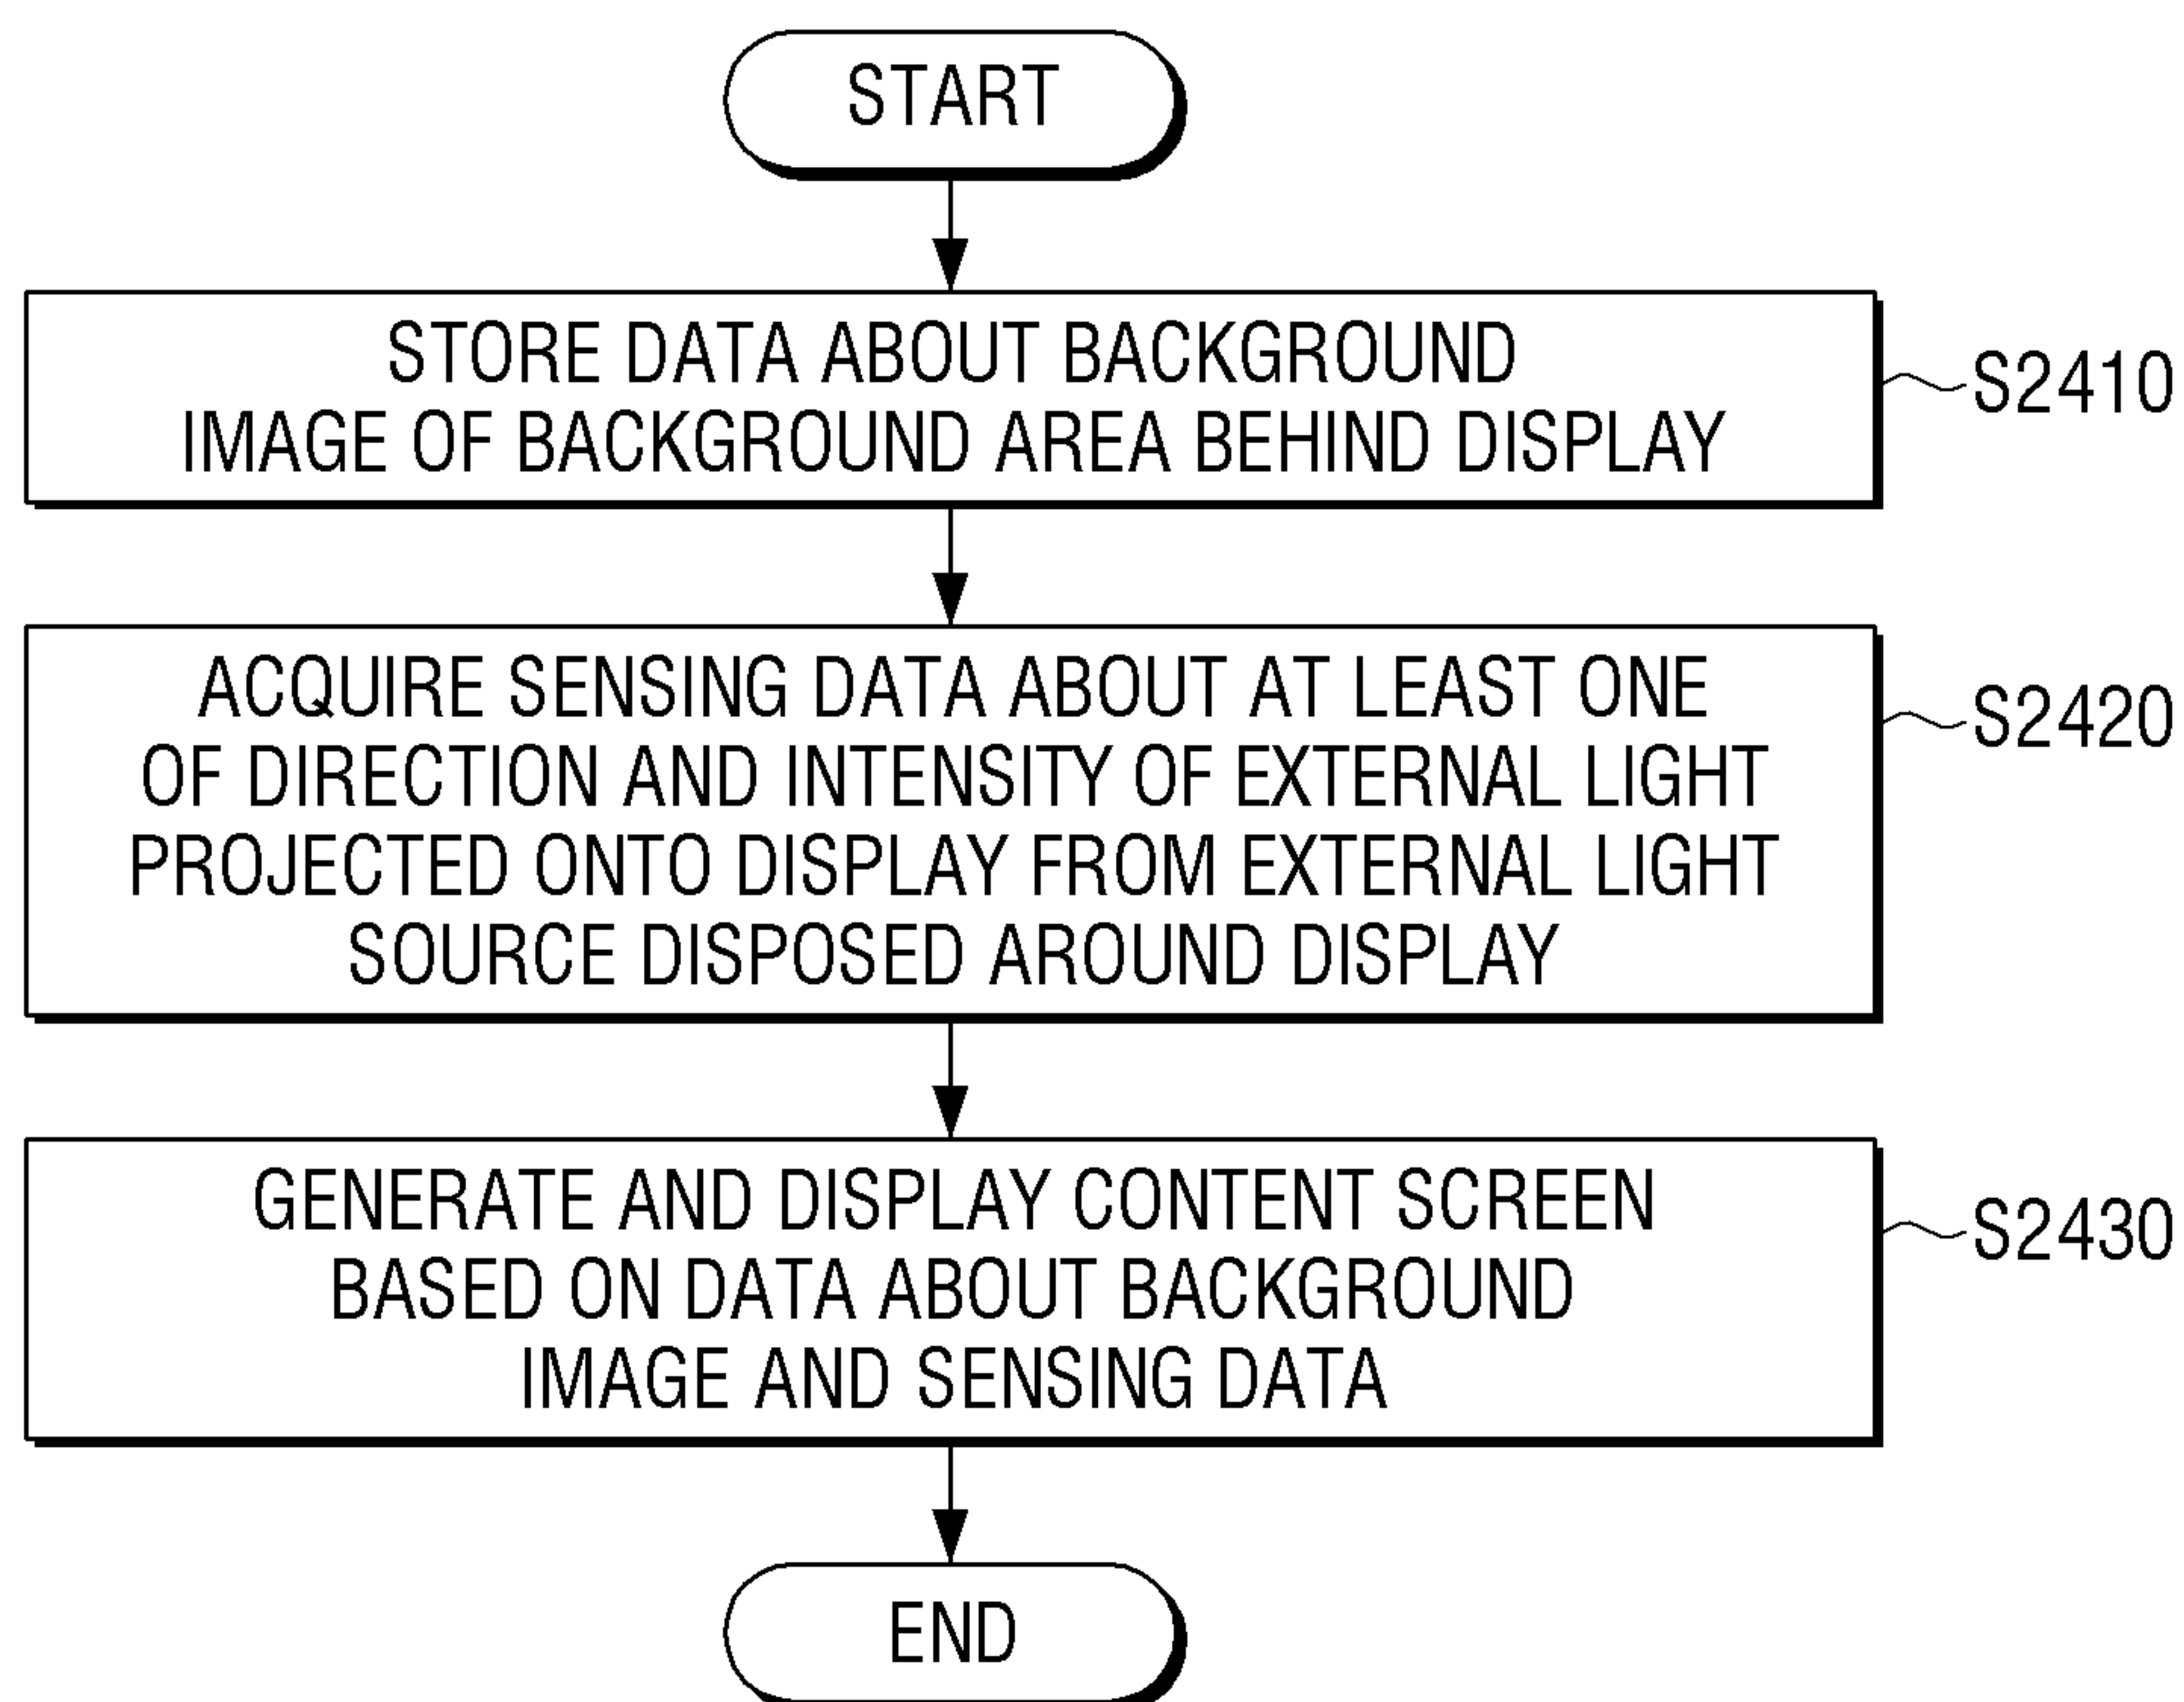 START
STORE DATA ABOUT BACKGROUND
IMAGE OF BACKGROUND AREA BEHIND DISPLAY
S2410
ACQUIRE SENSING DATA ABOUT AT LEAST ONE
OF DIRECTION AND INTENSITY OF EXTERNAL LIGHT
PROJECTED ONTO DISPLAY FROM EXTERNAL LIGHT
SOURCE DISPOSED AROUND DISPLAY
S2420
GENERATE AND DISPLAY CONTENT SCREEN
BASED ON DATA ABOUT BACKGROUND
IMAGE AND SENSING DATA
S2430
END